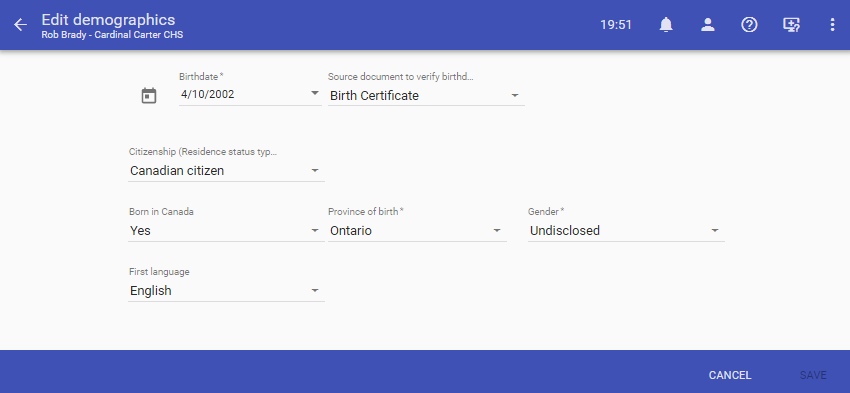 Edit demographics
Rob Brady - Cardinal Carter CHS
19:51
Birthdate *
4/10/2002
Source document to verify birthd...
Birth Certificate
Citizenship (Residence status typ...
Canadian citizen
Born in Canada
Yes
Province of birth *
Ontario
Gender *
Undisclosed
First language
English
CANCEL
SAVE